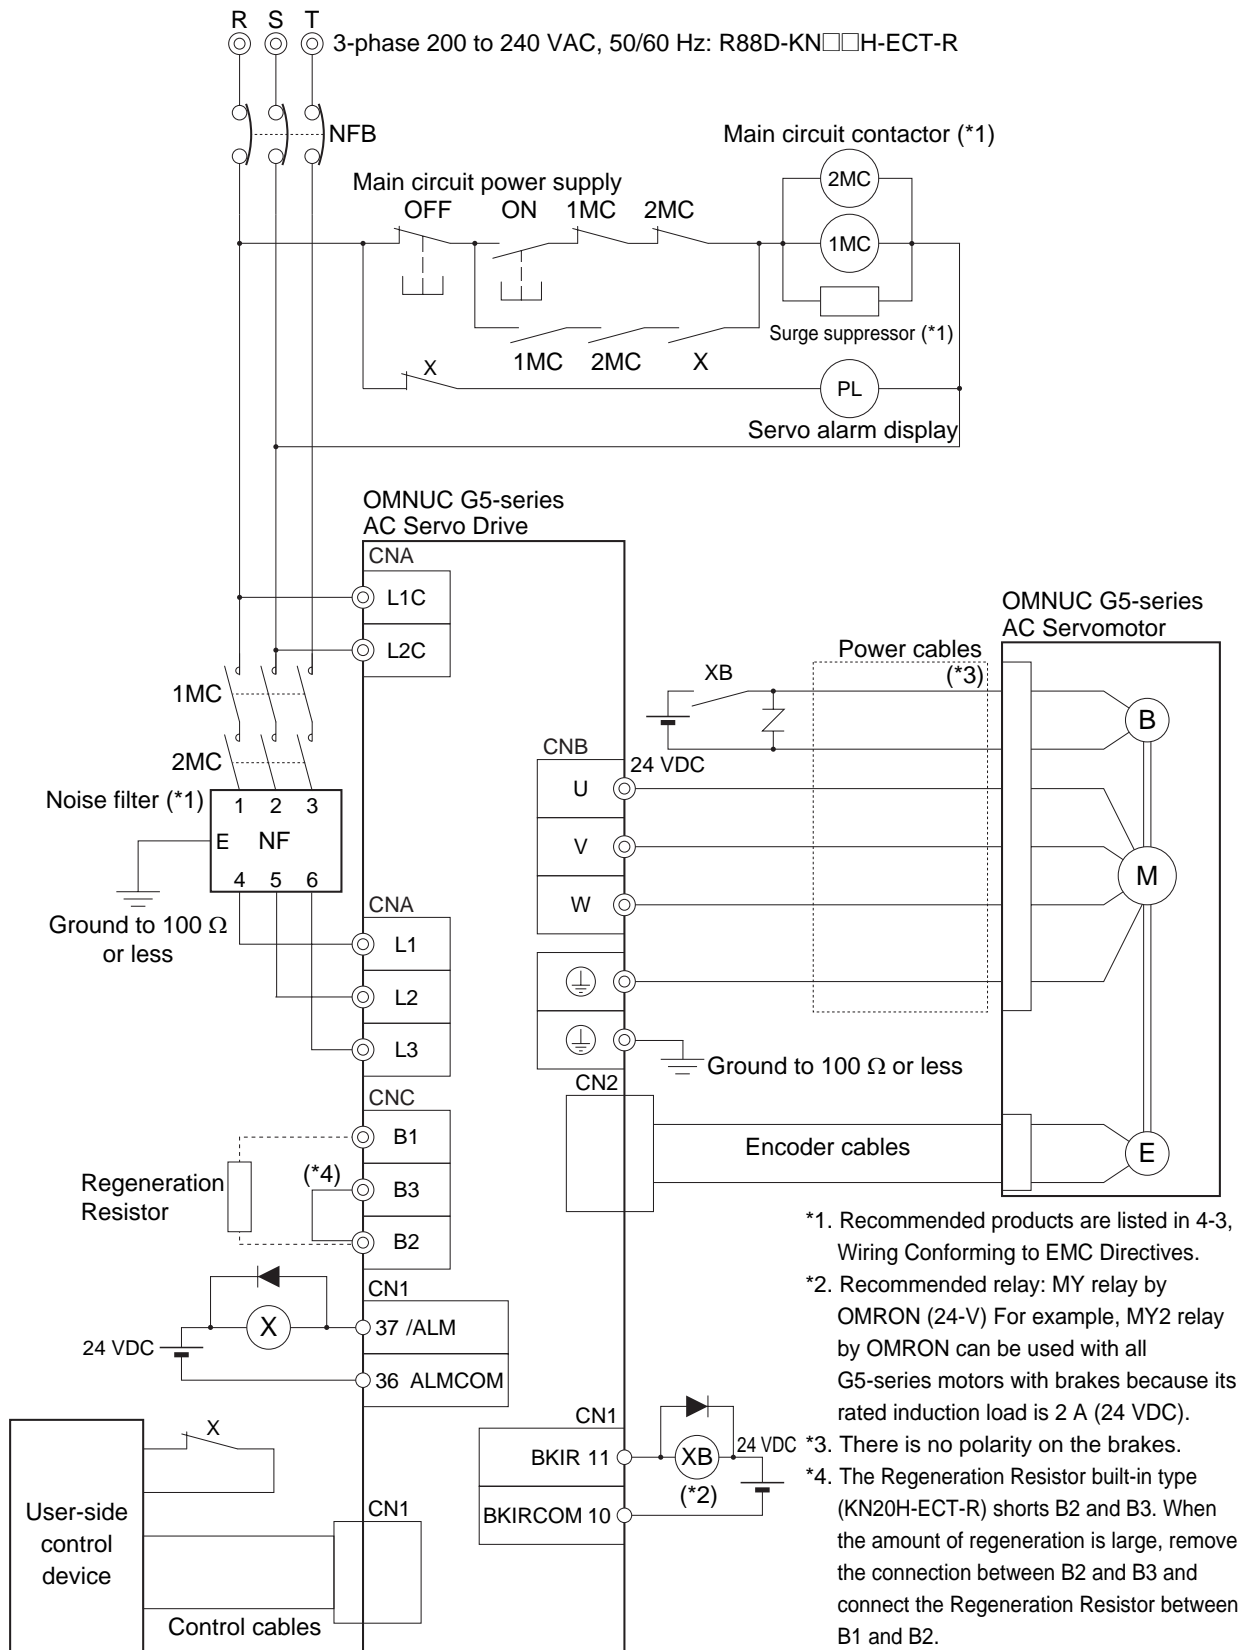 R S T
3-phase 200 to 240 VAC, 50/60 Hz: R88D-KN□□H-ECT-R
NFB
Main circuit contactor (*1)
2MC
Main circuit power supply
OFF ON 1MC 2MC
1MC
Surge suppressor (*1)
1MC 2MC X
X
PL
Servo alarm display
OMNUC G5-series
AC Servo Drive
CNA
L1C
L2C
OMNUC G5-series
AC Servomotor
Power cables
(*3)
XB
1MC
B
2MC
CNB
24 VDC
Noise filter (*1)
1 2 3
E NF
4 5 6
U
V
W
M
Ground to 100 Ω
or less
CNA
L1
L2
L3
Ground to 100 Ω or less
CN2
CNC
B1
Encoder cables
E
Regeneration
Resistor
(*4)
B3
B2
CN1
X
37 /ALM
24 VDC
36 ALMCOM
X
User-side
control
device
CN1
Control cables
CN1
BKIR 11
XB
24 VDC
(*2)
BKIRCOM 10
*1. Recommended products are listed in 4-3,
Wiring Conforming to EMC Directives.
*2. Recommended relay: MY relay by
OMRON (24-V) For example, MY2 relay
by OMRON can be used with all
G5-series motors with brakes because its
rated induction load is 2 A (24 VDC).
*3. There is no polarity on the brakes.
*4. The Regeneration Resistor built-in type
(KN20H-ECT-R) shorts B2 and B3. When
the amount of regeneration is large, remove
the connection between B2 and B3 and
connect the Regeneration Resistor between
B1 and B2.